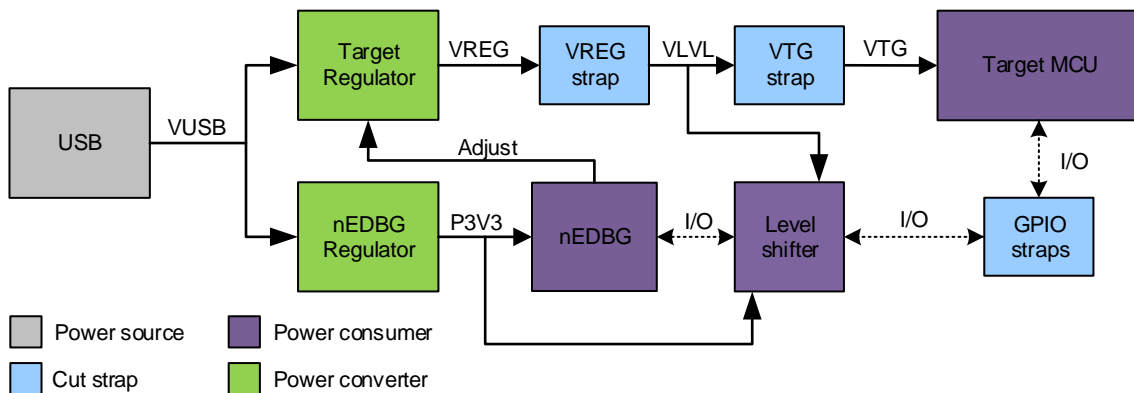 Target
Regulator
VREG
VREG
strap
VLVL
VTG
strap
VTG
Target MCU
USB
VUSB
Adjust
I/O
nEDBG
Regulator
P3V3
nEDBG
I/O
Level
shifter
I/O
GPIO
straps
Power source
Power consumer
Cut strap
Power converter